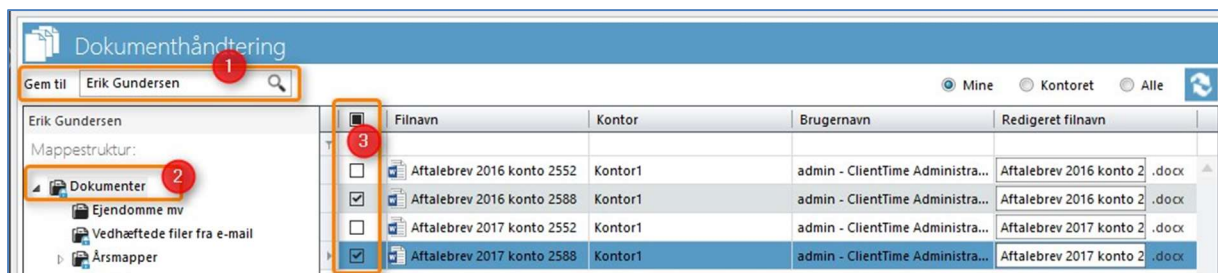 Dokumenthåndtering
1
Gem til Erik Gundersen Mine Kontoret Alle
Erik Gundersen Filnavn Kontor Brugernavn Redigeret filnavn
Mappestruktur: 3
2
Dokumenter Aftalebrev 2016 konto 2552 Kontor1 admin - ClientTime Administra... Aftalebrev 2016 konto 2 .docx
Ejendomme mv Aftalebrev 2016 konto 2588 Kontor1 admin - ClientTime Administra... Aftalebrev 2016 konto 2 .docx
Vedhæftede filer fra e-mail Aftalebrev 2017 konto 2552 Kontor1 admin - ClientTime Administra... Aftalebrev 2017 konto 2 .docx
Årsmapper Aftalebrev 2017 konto 2588 Kontor1 admin - ClientTime Administra... Aftalebrev 2017 konto 2 .docx